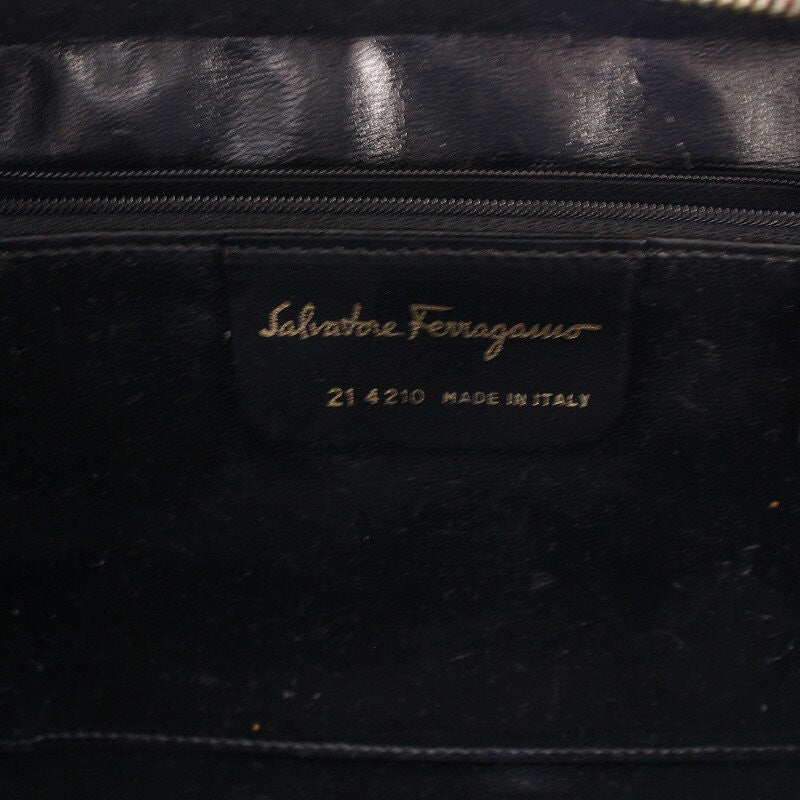 Salvatore Ferragamo
21 4210 MADE IN ITALY